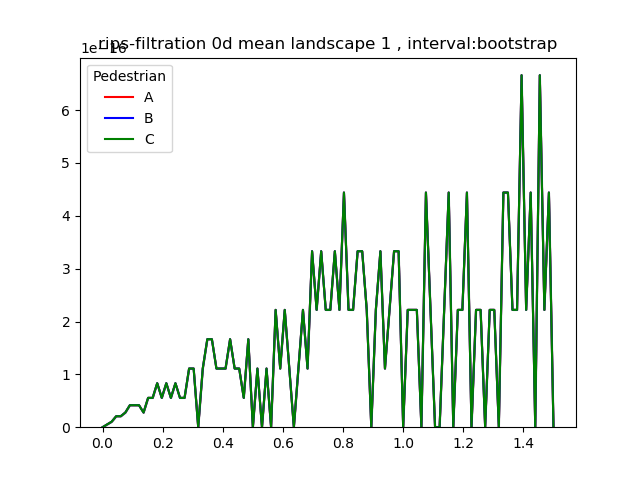 rips-filtration 0d mean landscape 1 , interval:bootstrap
1e−16
Pedestrian
A
B
C
6
5
4
3
2
1
0
0.0 0.2 0.4 0.6 0.8 1.0 1.2 1.4